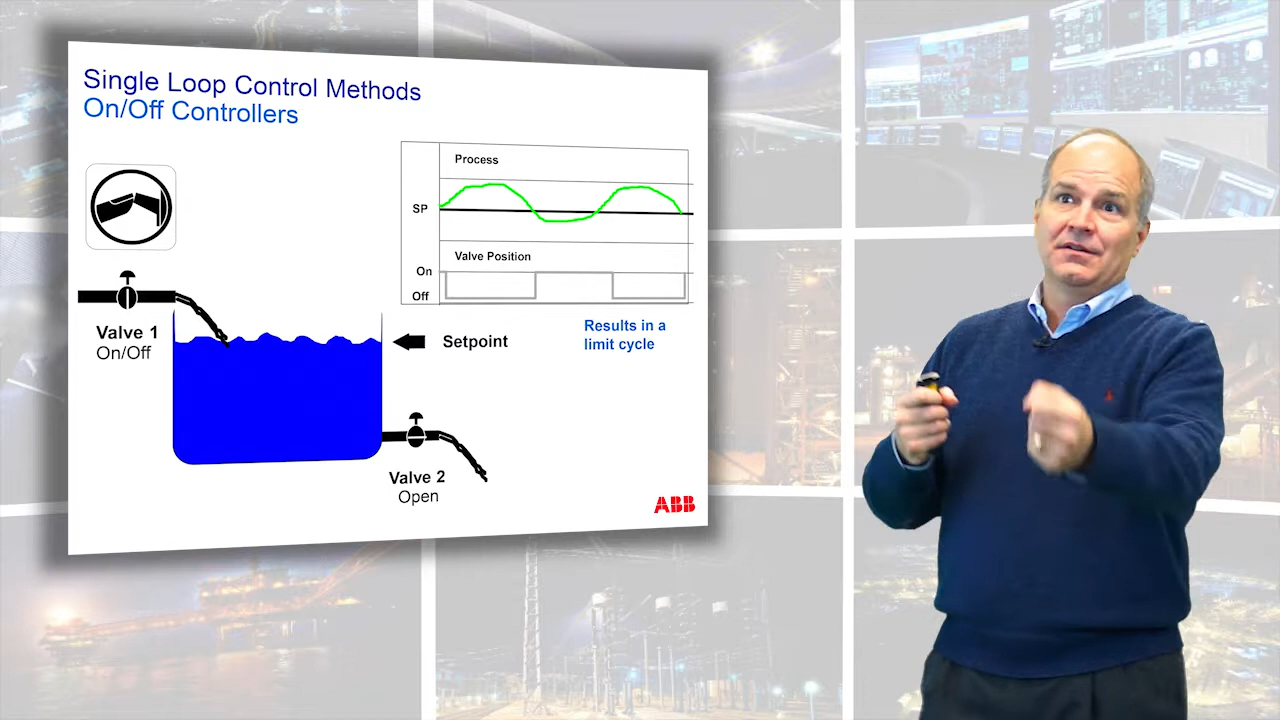 Single Loop Control Methods
On/Off Controllers
Process
SP
Valve Position
On
Off
Results in a
limit cycle
Valve 1
On/Off
Setpoint
Valve 2
Open
ABB